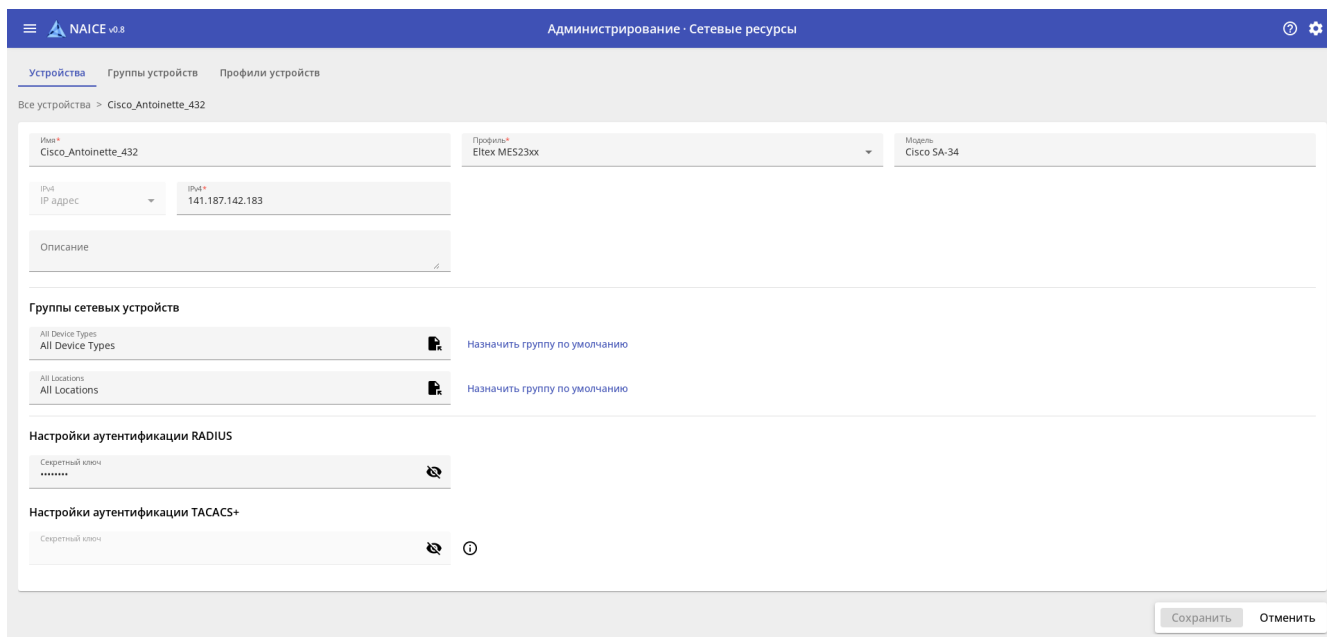 NAICE v0.8
Администрирование · Сетевые ресурсы
Устройства Группы устройств Профили устройств
Все устройства > Cisco_Antoinette_432
Имя* Профиль* Модель
Cisco_Antoinette_432 Eltex MES23xx Cisco SA-34
IPv4 IPv4*
IP адрес 141.187.142.183
Описание
Группы сетевых устройств
All Device Types
All Device Types Назначить группу по умолчанию
All Locations
All Locations Назначить группу по умолчанию
Настройки аутентификации RADIUS
Секретный ключ
••••••••
Настройки аутентификации TACACS+
Секретный ключ
Сохранить Отменить